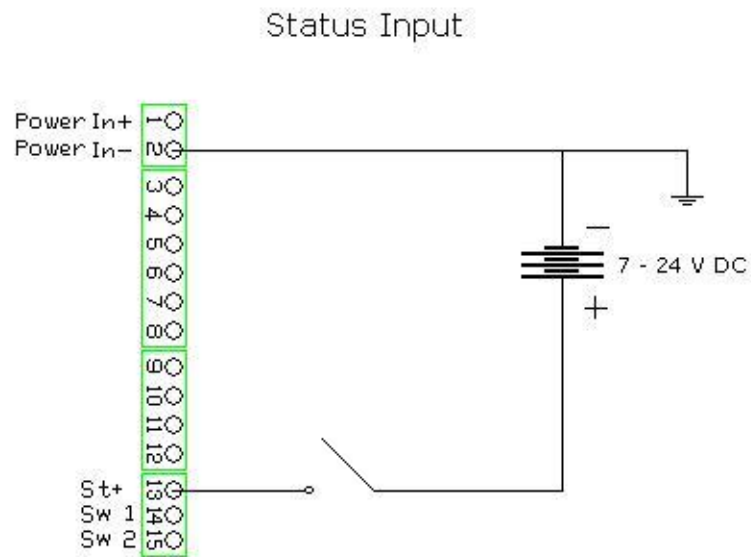 Status Input
Power In+ 1
Power In- 2
3
4
5
6
7
8
9
10
11
12
St+ 13
Sw 1 14
Sw 2 15
- 7 - 24 V DC
+